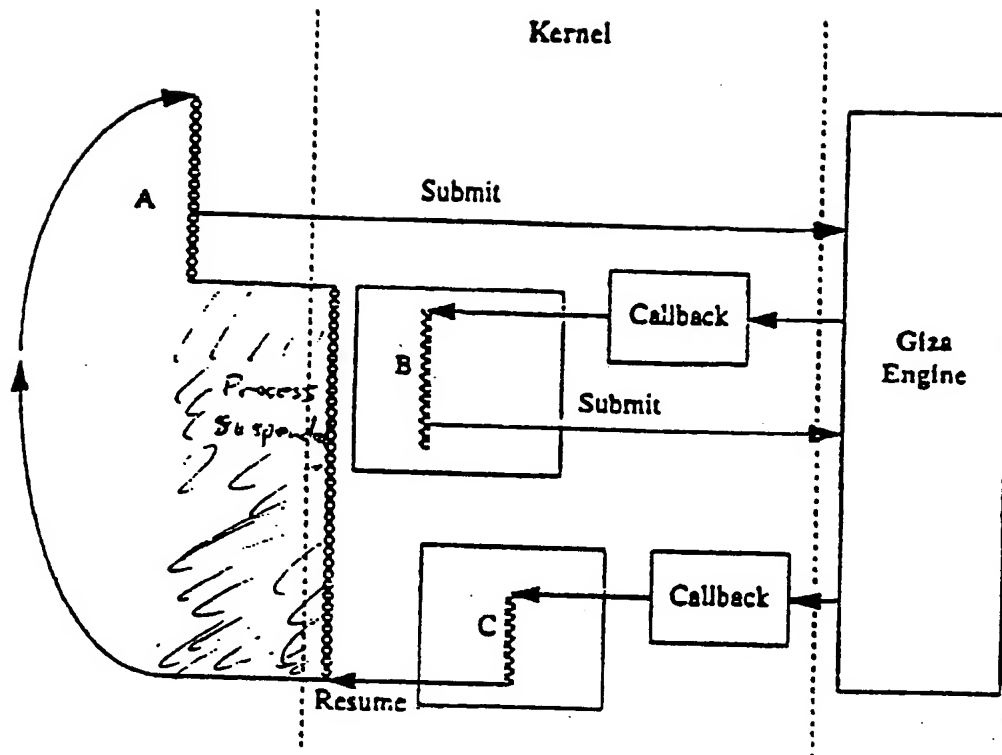 Kernel
A
Submit
Callback
Giza
Engine
B
Process
Submit
Suspended
Callback
C
Resume